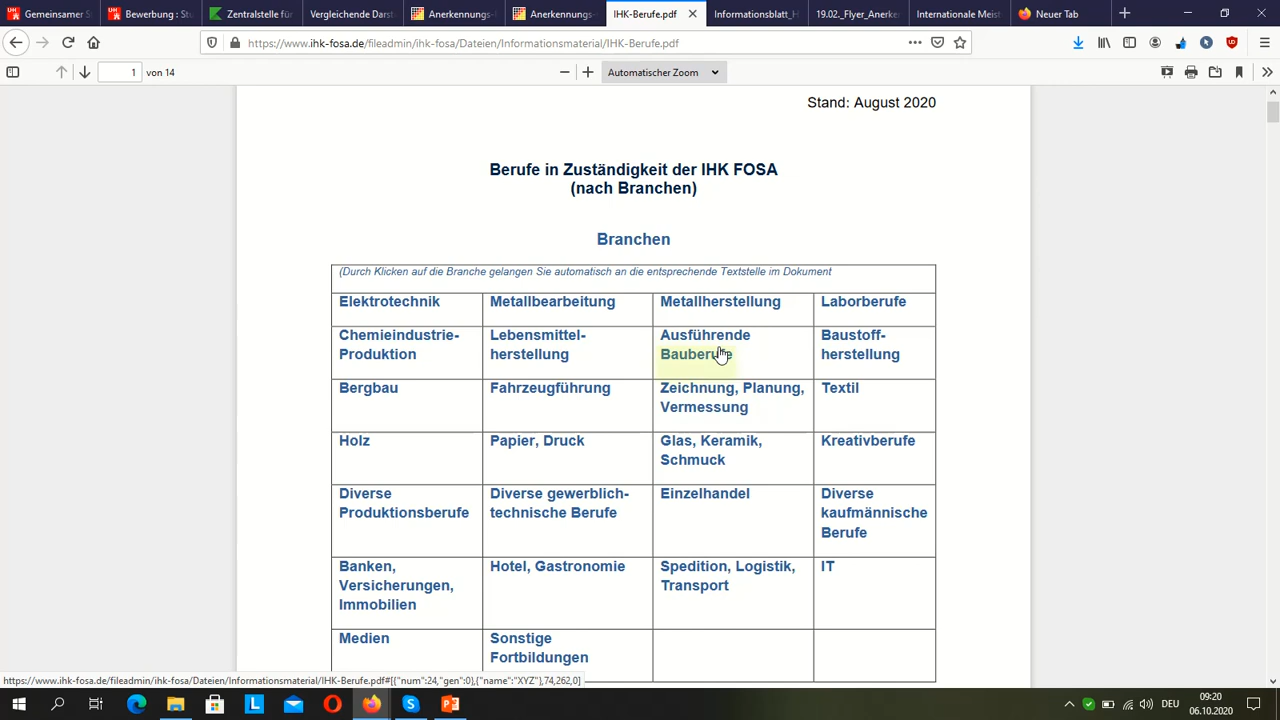 Gemeinsamer S
Bewerbung : St
Zentralstelle für
Vergleichende Darst
Anerkennungs-
Anerkennungs-
IHK-Berufe.pdf
Informationsblatt_H
19.02._Flyer_Anerke
Internationale Meist
Neuer Tab
https://www.ihk-fosa.de/fileadmin/ihk-fosa/Dateien/Informationsmaterial/IHK-Berufe.pdf
1 von 14
Automatischer Zoom
Stand: August 2020
Berufe in Zuständigkeit der IHK FOSA
(nach Branchen)
Branchen
(Durch Klicken auf die Branche gelangen Sie automatisch an die entsprechende Textstelle im Dokument
Elektrotechnik
Metallbearbeitung
Metallherstellung
Laborberufe
Chemieindustrie-
Produktion
Lebensmittel-
herstellung
Ausführende
Bauberufe
Baustoff-
herstellung
Bergbau
Fahrzeugführung
Zeichnung, Planung,
Vermessung
Textil
Holz
Papier, Druck
Glas, Keramik,
Schmuck
Kreativberufe
Diverse
Produktionsberufe
Diverse gewerblich-
technische Berufe
Einzelhandel
Diverse
kaufmännische
Berufe
Banken,
Versicherungen,
Immobilien
Hotel, Gastronomie
Spedition, Logistik,
Transport
IT
Medien
Sonstige
Fortbildungen
https://www.ihk-fosa.de/fileadmin/ihk-fosa/Dateien/Informationsmaterial/IHK-Berufe.pdf#[{"num":24,"gen":0},{"name":"XYZ"},74,262,0]
DEU
09:20
06.10.2020